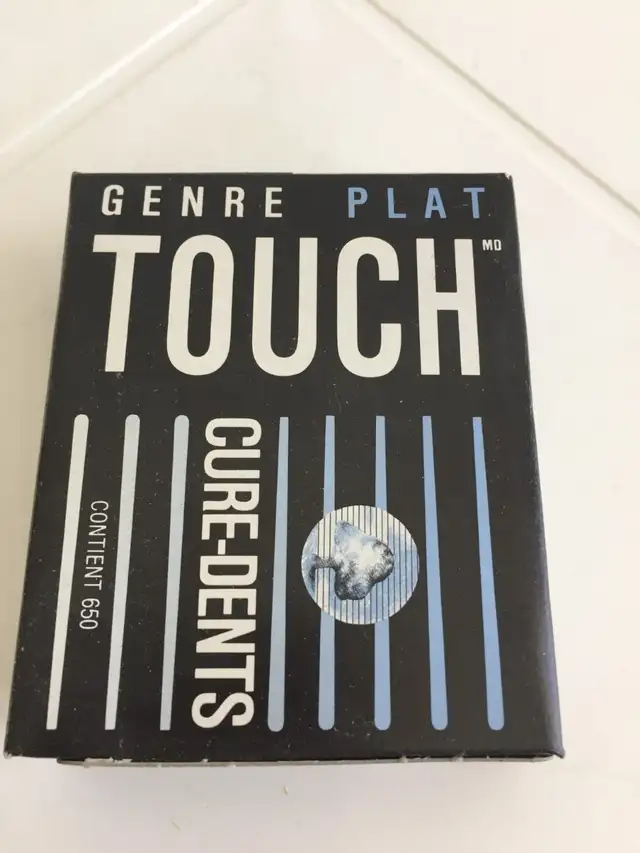 GENRE PLAT
TOUCH MD
CONTIENT 650
CURE-DENTS